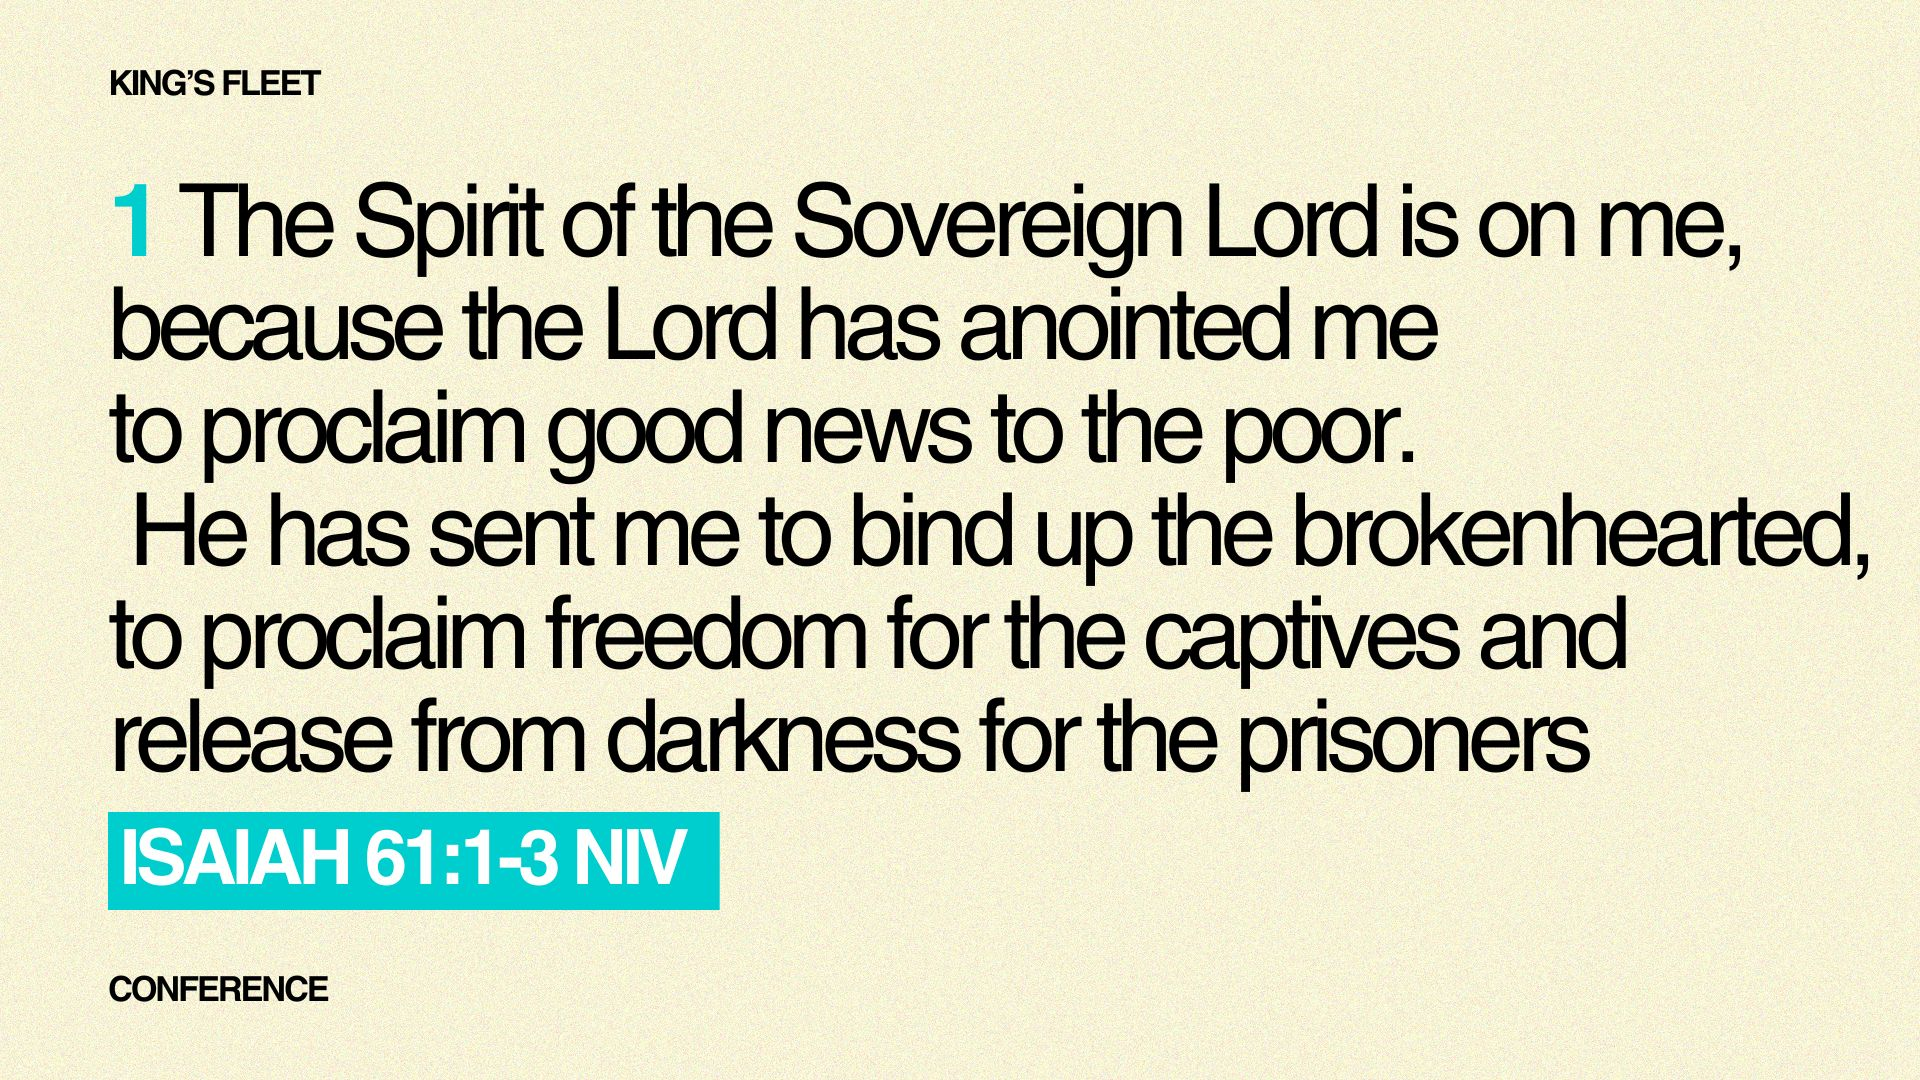 KING’S FLEET
1 The Spirit of the Sovereign Lord is on me,
because the Lord has anointed me
to proclaim good news to the poor.
He has sent me to bind up the brokenhearted,
to proclaim freedom for the captives and
release from darkness for the prisoners
ISAIAH 61:1-3 NIV
CONFERENCE